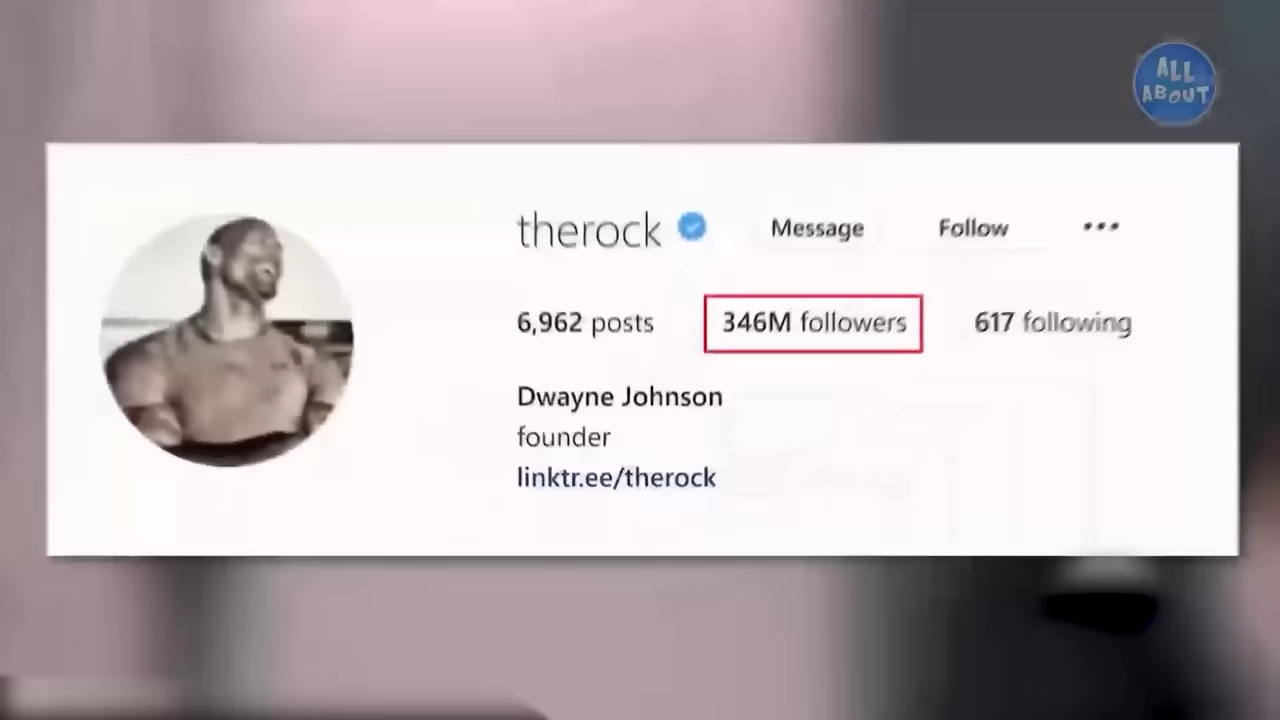 ALL
ABOUT
therock Message Follow •••
6,962 posts 346M followers 617 following
Dwayne Johnson
founder
linktr.ee/therock